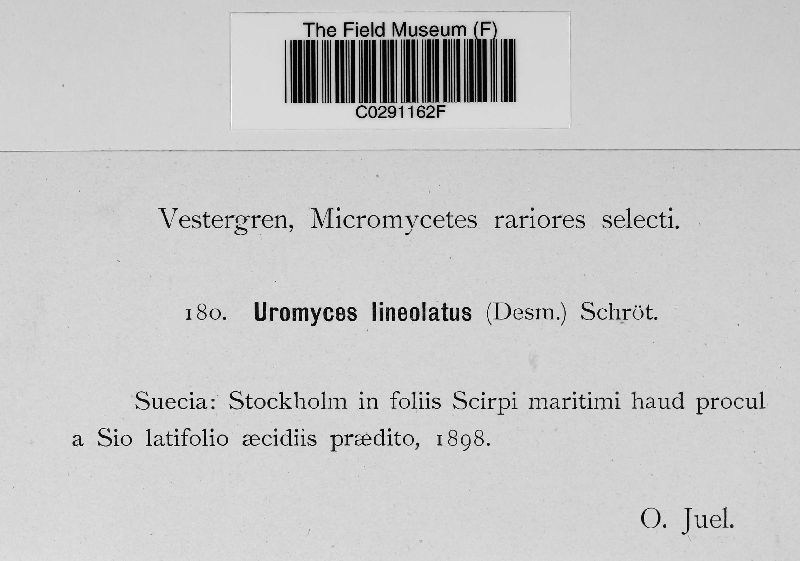 The Field Museum (F)
C0291162F
Vestergren, Micromycetes rariores selecti.
180. Uromyces lineolatus (Desm.) Schröt.
Suecia: Stockholm in foliis Scirpi maritimi haud procul
a Sio latifolio æcidiis prædito, 1898.
O. Juel.